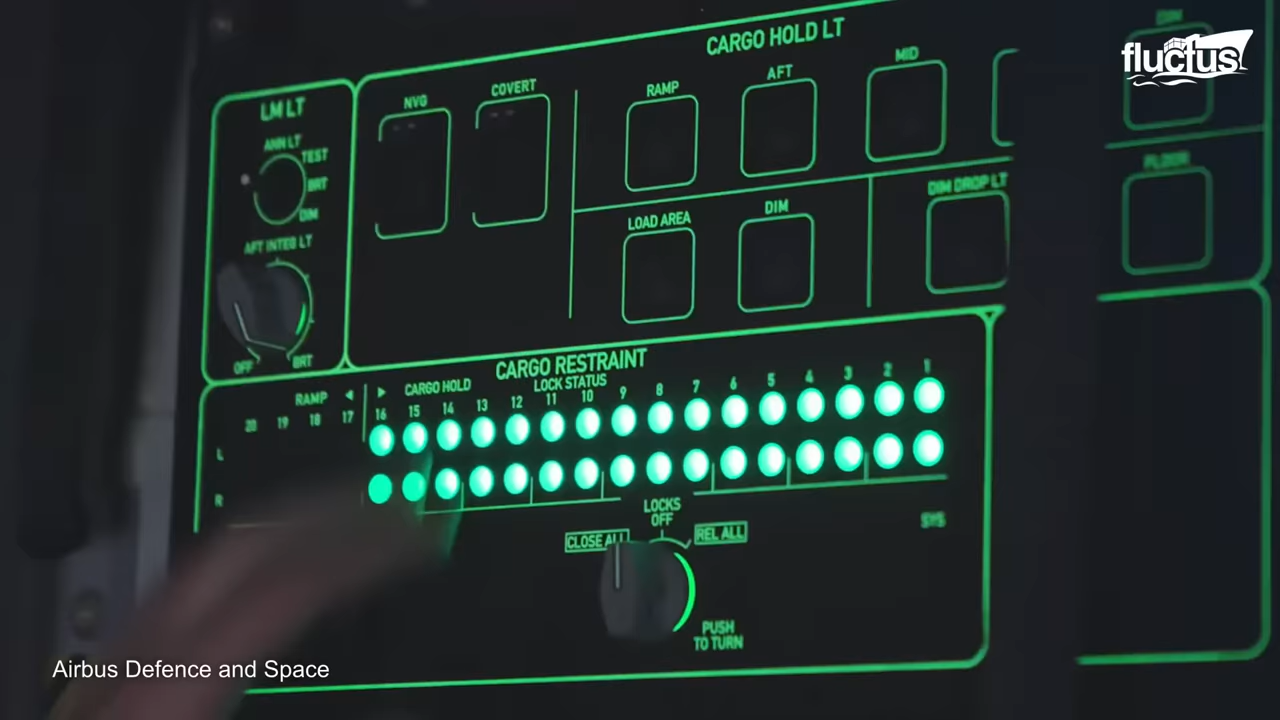 fluctus
CARGO HOLD LT
LM LT
NVG
COVERT
RAMP
AFT
MID
DIM
ANN LT
TEST
BRT
DIM
AFT INTEG LT
OFF
BRT
LOAD AREA
DIM
DIM DROP LT
FLOOR
CARGO RESTRAINT
RAMP ◄ ► CARGO HOLD LOCK STATUS
20 19 18 17 16 15 14 13 12 11 10 9 8 7 6 5 4 3 2 1
L
R
LOCKS
OFF
CLOSE ALL
REL ALL
SYS
PUSH
TO TURN
Airbus Defence and Space